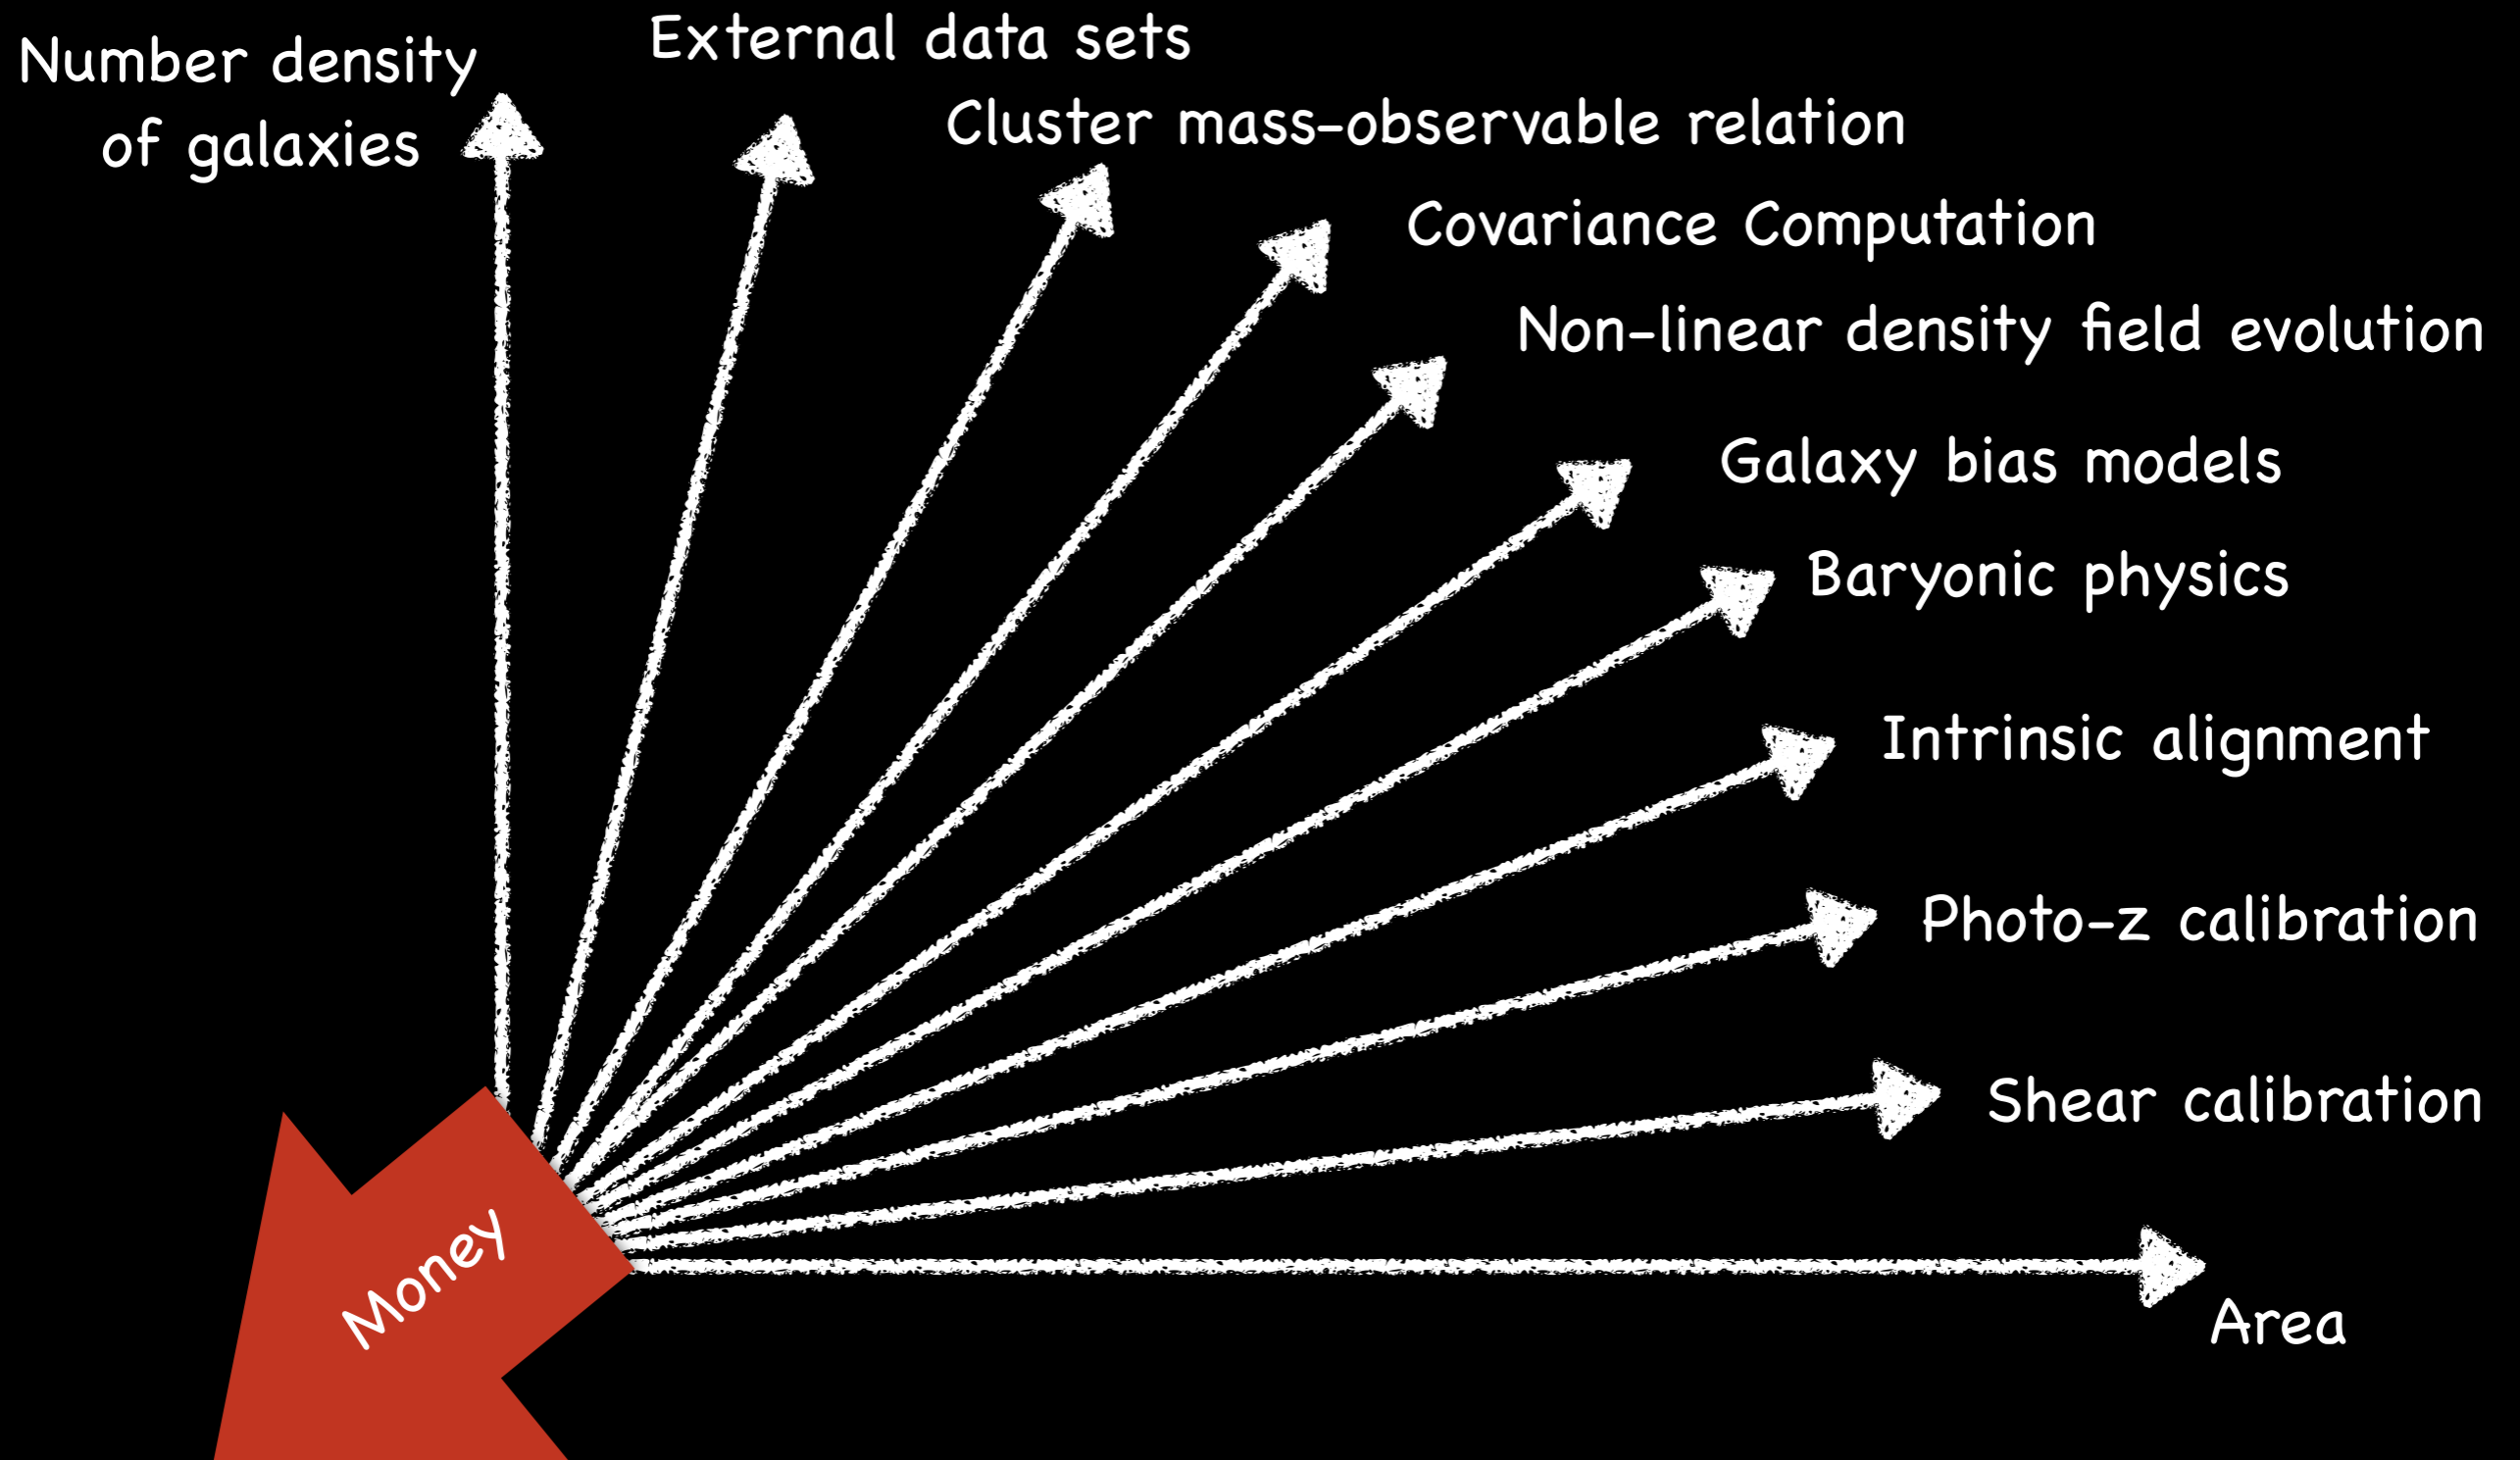 Number density
of galaxies
External data sets
Cluster mass-observable relation
Covariance Computation
Non-linear density field evolution
Galaxy bias models
Baryonic physics
Intrinsic alignment
Photo-z calibration
Shear calibration
Area
Money